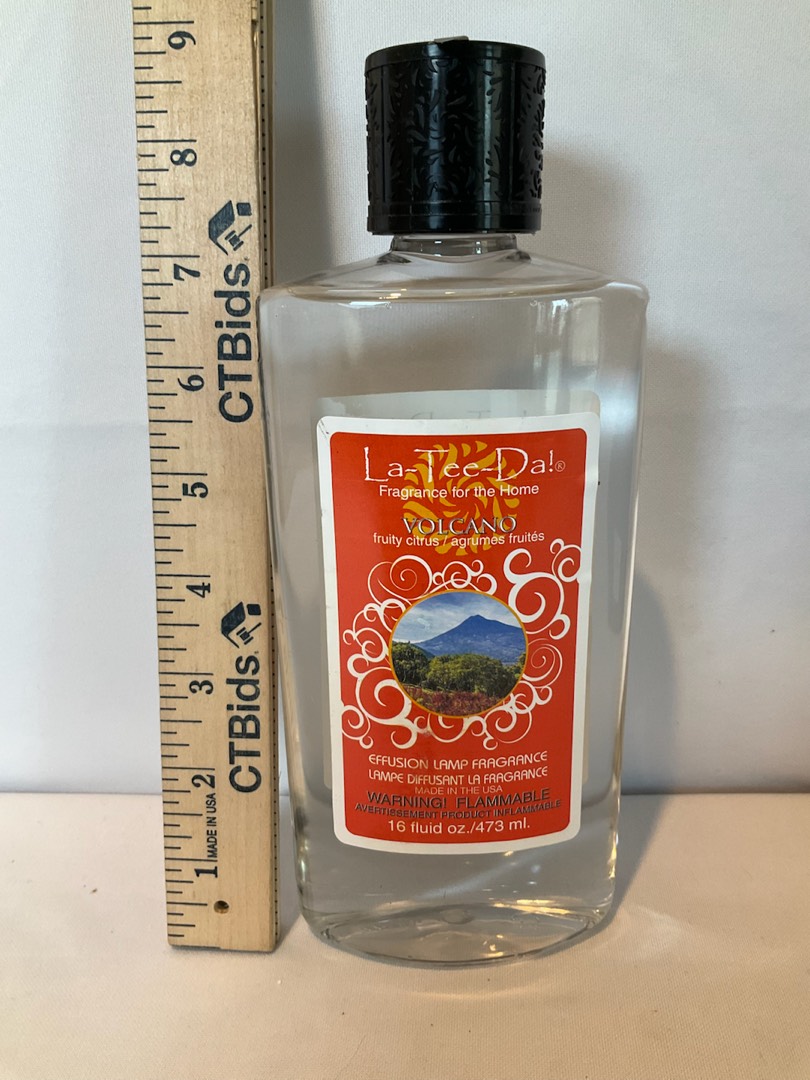 9
8
7
6
5
4
3
2
1
CTBids
CTBids
MADE IN USA
La-Tee-Da!®
Fragrance for the Home
VOLCANO
fruity citrus / agrumes fruités
EFFUSION LAMP FRAGRANCE
LAMPE DIFFUSANT LA FRAGRANCE
MADE IN THE USA
WARNING! FLAMMABLE
AVERTISSEMENT PRODUCT INFLAMMABLE
16 fluid oz./473 ml.